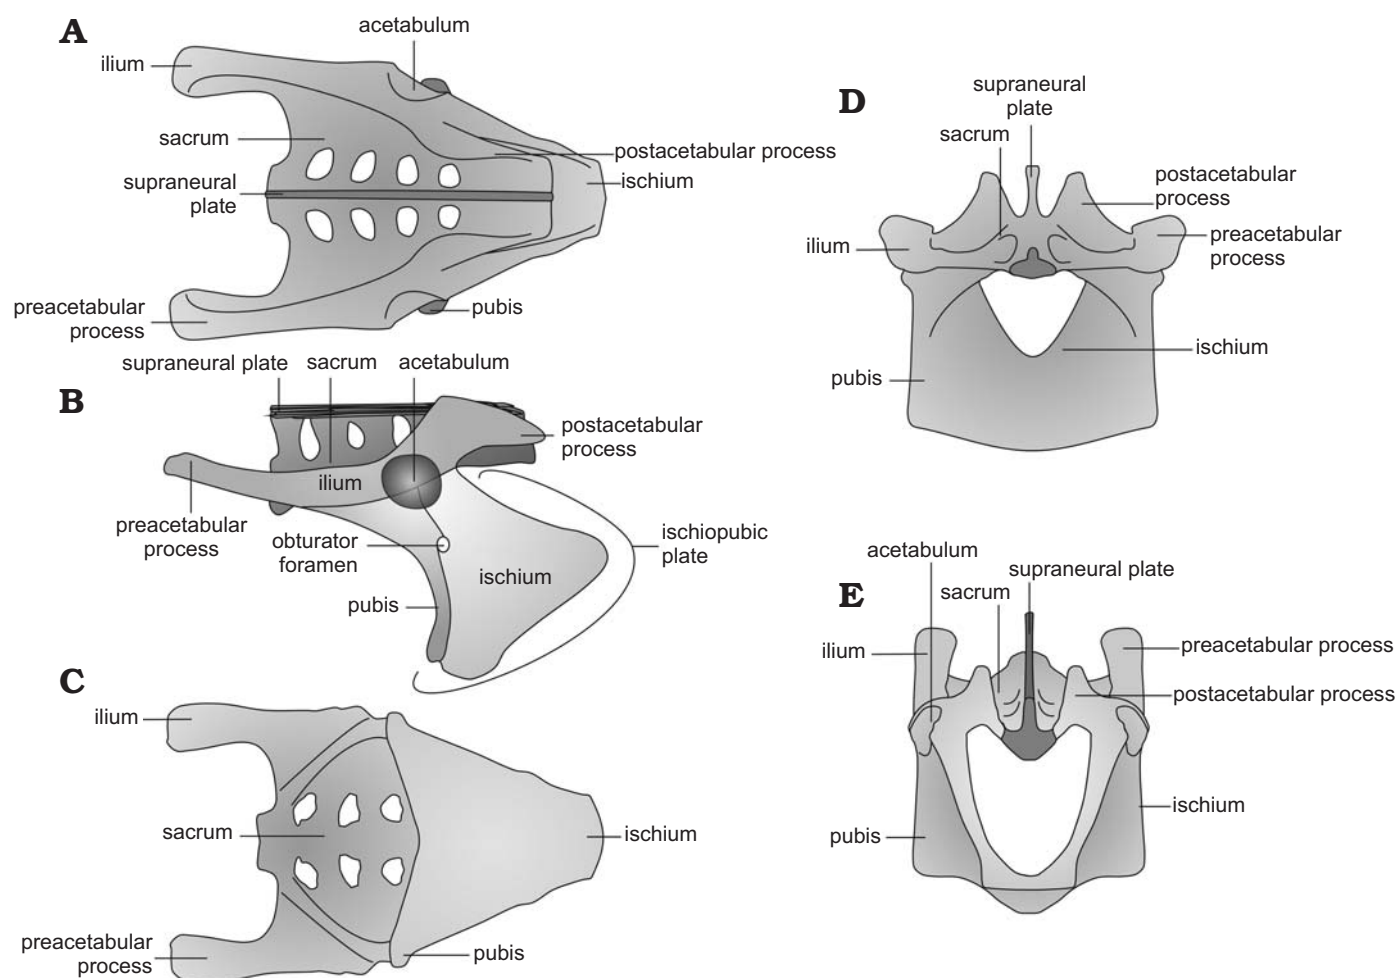 A
acetabulum
ilium
sacrum
supraneural
plate
postacetabular process
ischium
preacetabular
process
pubis
B
supraneural plate
sacrum
acetabulum
postacetabular
process
ilium
preacetabular
process
obturator
foramen
ischiopubic
plate
ischium
pubis
C
ilium
sacrum
ischium
preacetabular
process
pubis
D
supraneural
plate
sacrum
postacetabular
process
ilium
preacetabular
process
ischium
pubis
E
acetabulum
supraneural plate
sacrum
ilium
preacetabular process
postacetabular process
ischium
pubis